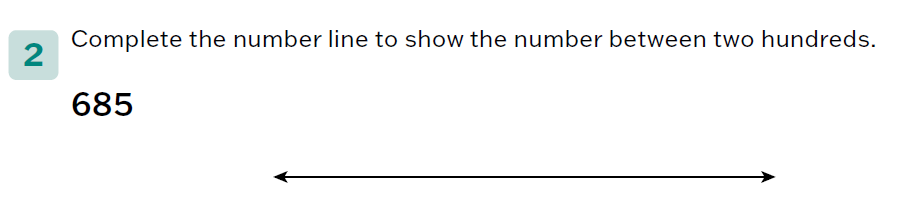 2 Complete the number line to show the number between two hundreds.
685